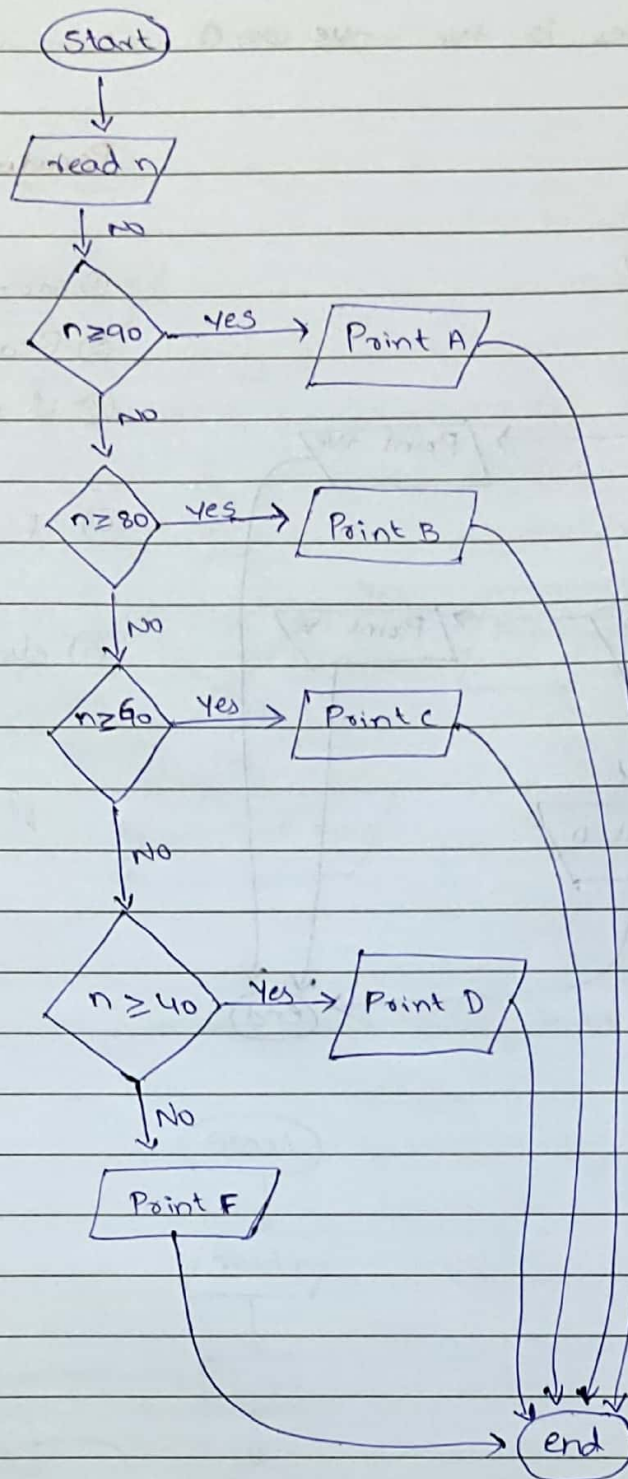 Start
read n
NO
n≥90 yes Print A
NO
n≥80 yes Print B
NO
n≥60 yes Print C
NO
n≥40 yes Print D
NO
Print F
end